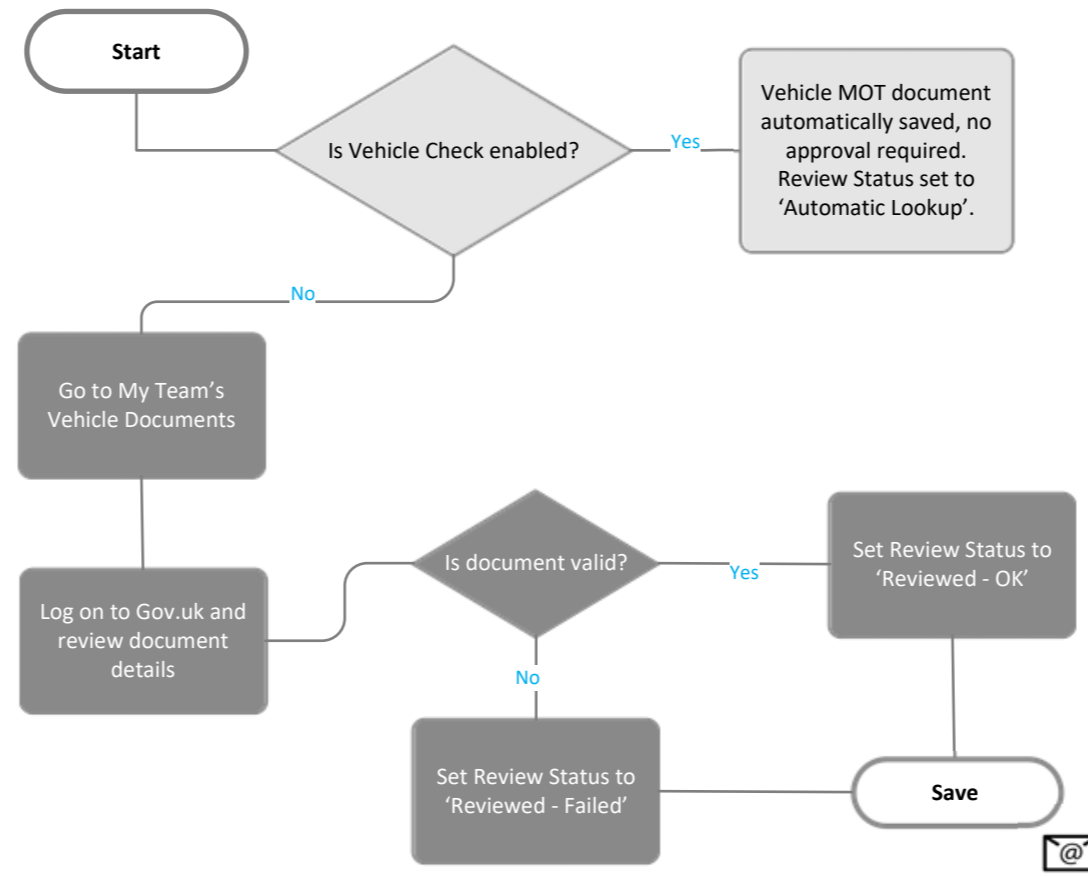 Start
Is Vehicle Check enabled?
Yes
Vehicle MOT document
automatically saved, no
approval required.
Review Status set to
‘Automatic Lookup’.
No
Go to My Team’s
Vehicle Documents
Log on to Gov.uk and
review document
details
Is document valid?
Yes
Set Review Status to
‘Reviewed - OK’
No
Set Review Status to
‘Reviewed - Failed’
Save
@